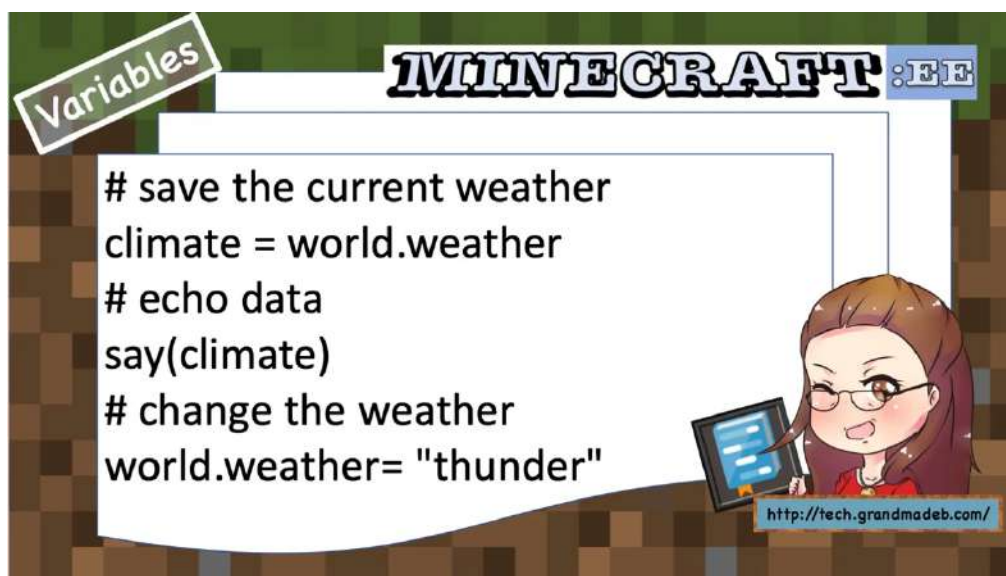 Variables
MINECRAFT:EE
# save the current weather
climate = world.weather
# echo data
say(climate)
# change the weather
world.weather= "thunder"
http://tech.grandmadeb.com/